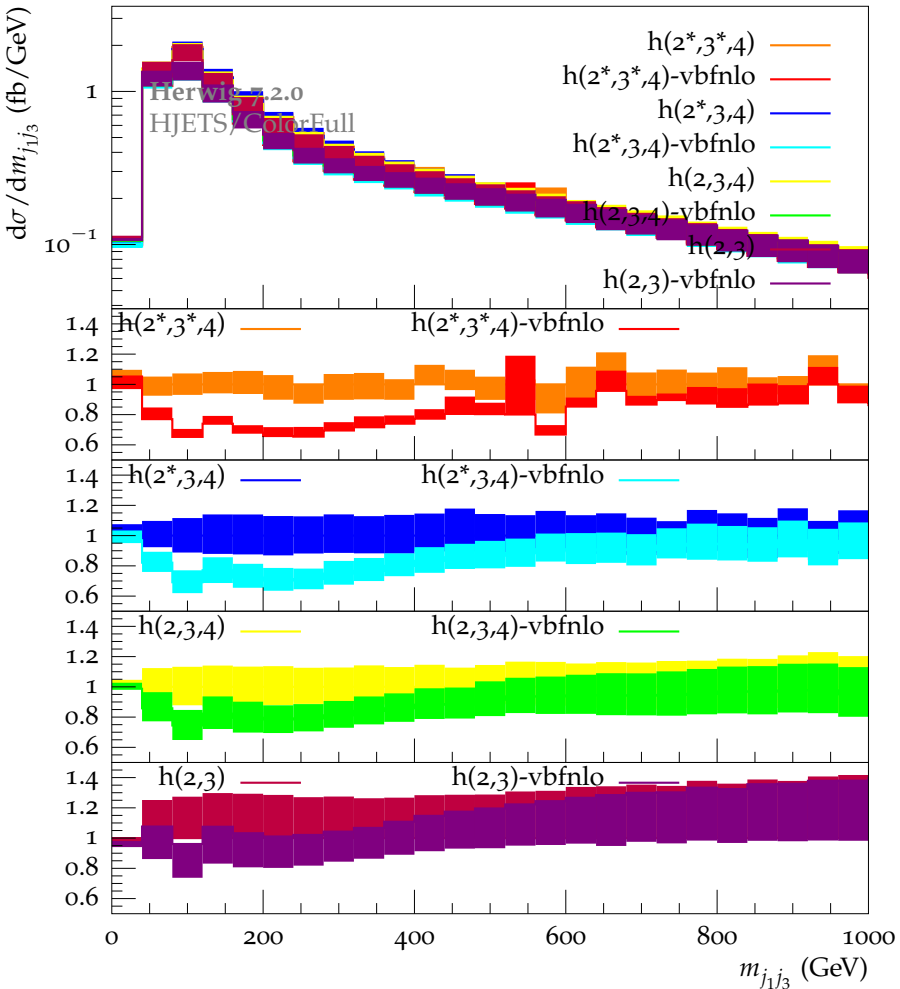 h(2*,3*,4)
h(2*,3*,4)-vbfnlo
h(2*,3,4)
h(2*,3,4)-vbfnlo
h(2,3,4)
h(2,3,4)-vbfnlo
h(2,3)
h(2,3)-vbfnlo
Herwig 7.2.0
HJETS/ColorFull
dσ/dm_{j_1j_3} (fb/GeV)
1
10^{−1}
h(2*,3*,4) h(2*,3*,4)-vbfnlo
1.4
1.2
1
0.8
0.6
h(2*,3,4) h(2*,3,4)-vbfnlo
1.4
1.2
1
0.8
0.6
h(2,3,4) h(2,3,4)-vbfnlo
1.4
1.2
1
0.8
0.6
h(2,3) h(2,3)-vbfnlo
1.4
1.2
1
0.8
0.6
0 200 400 600 800 1000
m_{j_1j_3} (GeV)